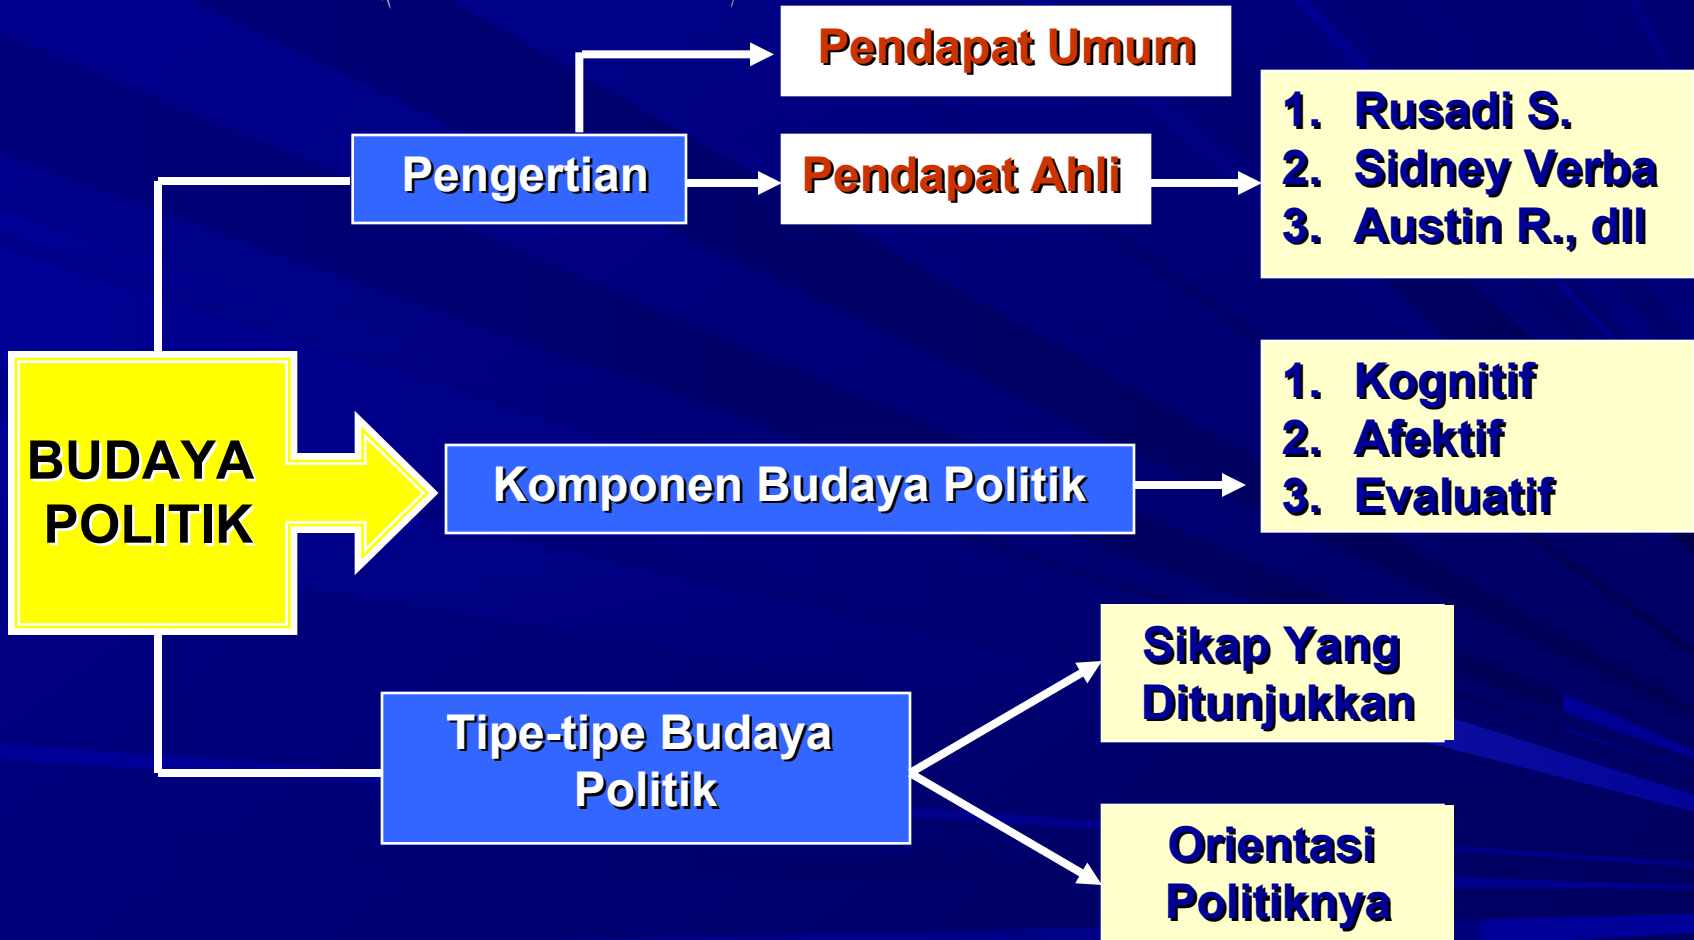 Pendapat Umum
Pengertian
Pendapat Ahli
1. Rusadi S.
2. Sidney Verba
3. Austin R., dll
BUDAYA
POLITIK
Komponen Budaya Politik
1. Kognitif
2. Afektif
3. Evaluatif
Tipe-tipe Budaya
Politik
Sikap Yang
Ditunjukkan
Orientasi
Politiknya